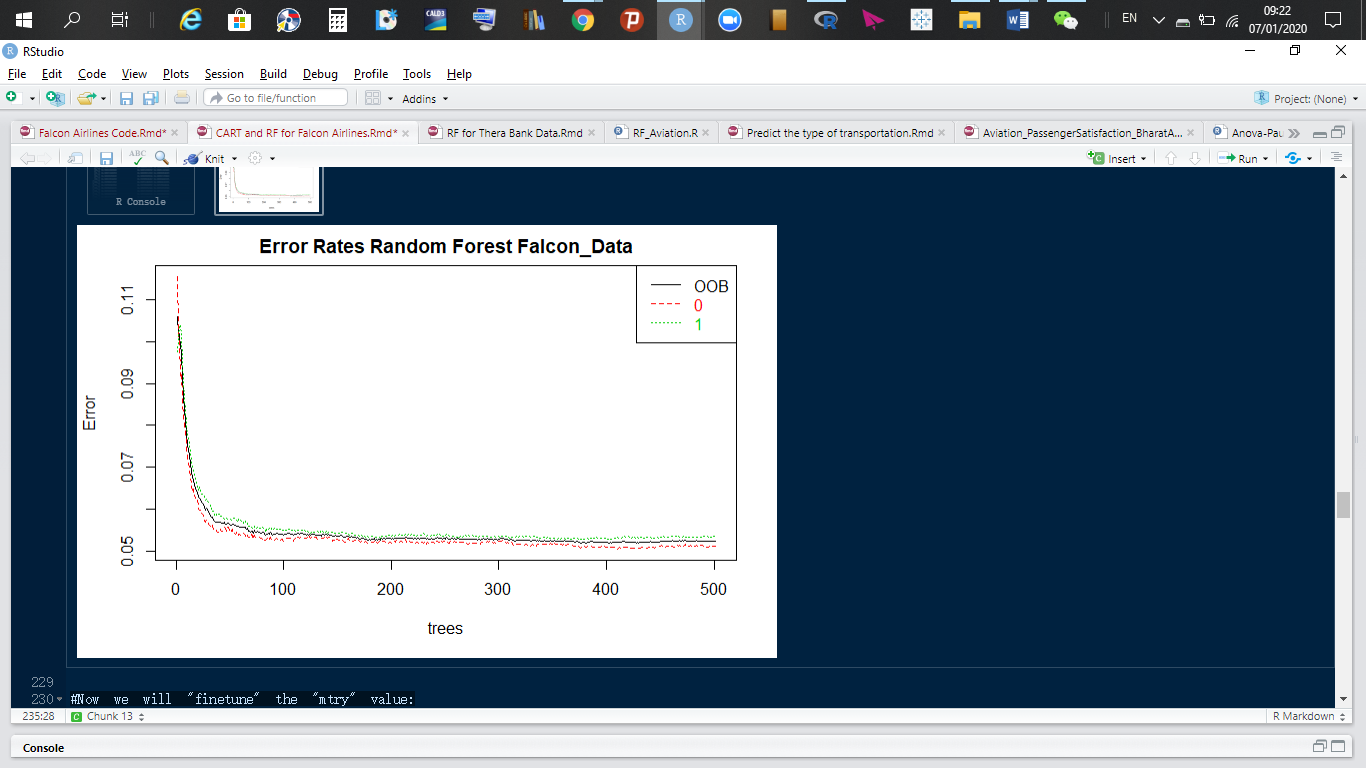 CALD3
EN
09:22
07/01/2020
RStudio
File Edit Code View Plots Session Build Debug Profile Tools Help
Go to file/function
Addins
Project: (None)
Falcon Airlines Code.Rmd*
CART and RF for Falcon Airlines.Rmd*
RF for Thera Bank Data.Rmd
RF_Aviation.R
Predict the type of transportation.Rmd
Aviation_PassengerSatisfaction_BharatA...
Anova-Pau
ABC
Knit
Insert
Run
R Console
Error Rates Random Forest Falcon_Data
OOB
0
1
Error
0.11
0.09
0.07
0.05
0 100 200 300 400 500
trees
229
230 #Now we will "finetune" the "mtry" value:
235:28 C Chunk 13 R Markdown
Console